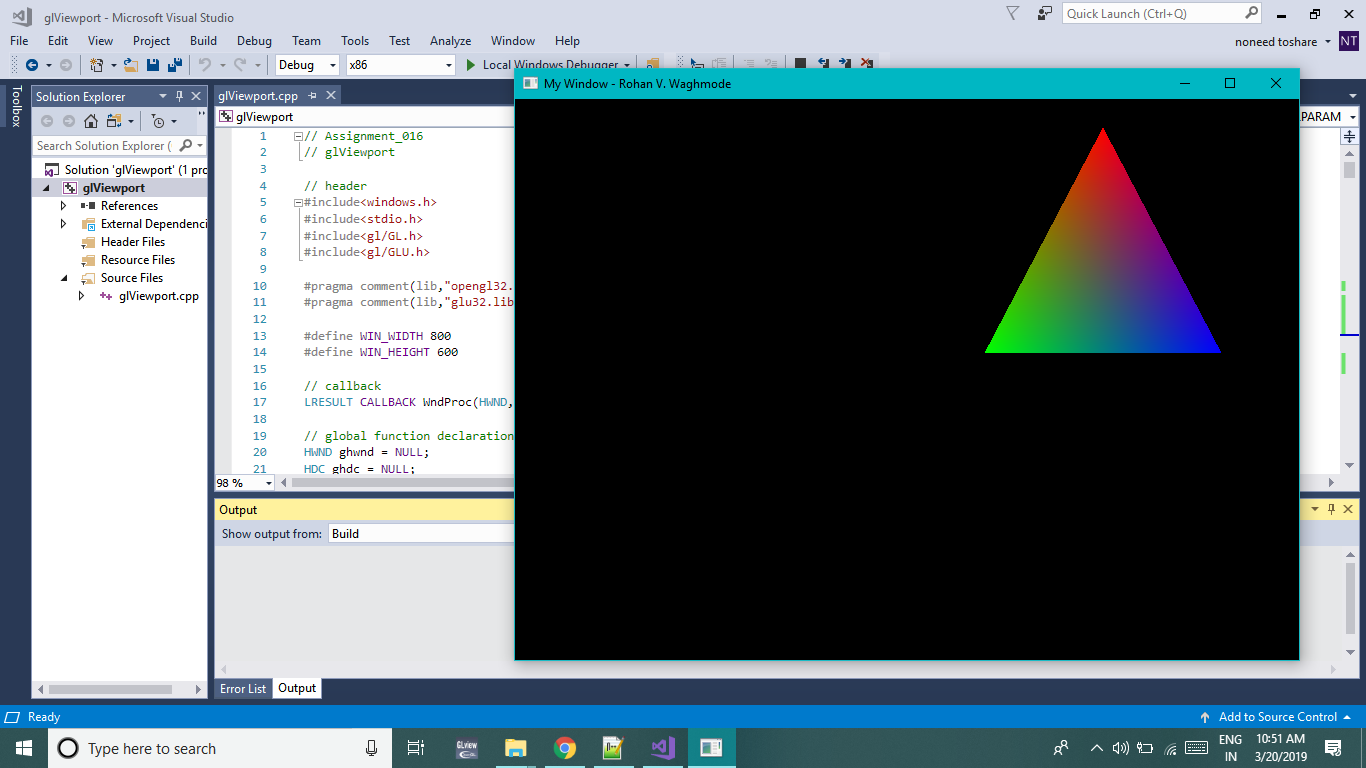 glViewport - Microsoft Visual Studio
Quick Launch (Ctrl+Q)
File Edit View Project Build Debug Team Tools Test Analyze Window Help
noneed toshare NT
Debug x86 Local Windows Debugger
Toolbox
Solution Explorer
Search Solution Explorer (
Solution 'glViewport' (1 pro
glViewport
References
External Dependenci
Header Files
Resource Files
Source Files
glViewport.cpp
glViewport.cpp
glViewport
PARAM
1 // Assignment_016
2 // glViewport
3
4 // header
5 #include<windows.h>
6 #include<stdio.h>
7 #include<gl/GL.h>
8 #include<gl/GLU.h>
9
10 #pragma comment(lib,"opengl32.
11 #pragma comment(lib,"glu32.lib
12
13 #define WIN_WIDTH 800
14 #define WIN_HEIGHT 600
15
16 // callback
17 LRESULT CALLBACK WndProc(HWND,
18
19 // global function declaration
20 HWND ghwnd = NULL;
21 HDC ghdc = NULL;
98 %
My Window - Rohan V. Waghmode
Output
Show output from: Build
Error List Output
Ready
Add to Source Control
Type here to search
GLview
ENG
IN
10:51 AM
3/20/2019